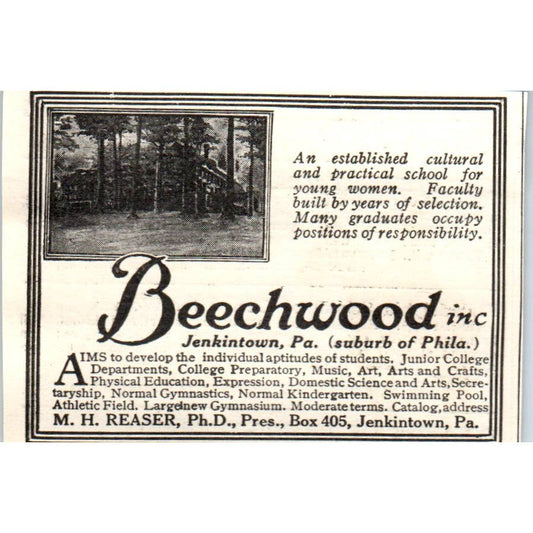 An established cultural
and practical school for
young women. Faculty
built by years of selection.
Many graduates occupy
positions of responsibility.
Beechwood inc
Jenkintown, Pa. (suburb of Phila.)
AIMS to develop the individual aptitudes of students. Junior College
Departments, College Preparatory, Music, Art, Arts and Crafts,
Physical Education, Expression, Domestic Science and Arts, Secre-
taryship, Normal Gymnastics, Normal Kindergarten. Swimming Pool,
Athletic Field. Large new Gymnasium. Moderate terms. Catalog, address
M. H. REASER, Ph.D., Pres., Box 405, Jenkintown, Pa.